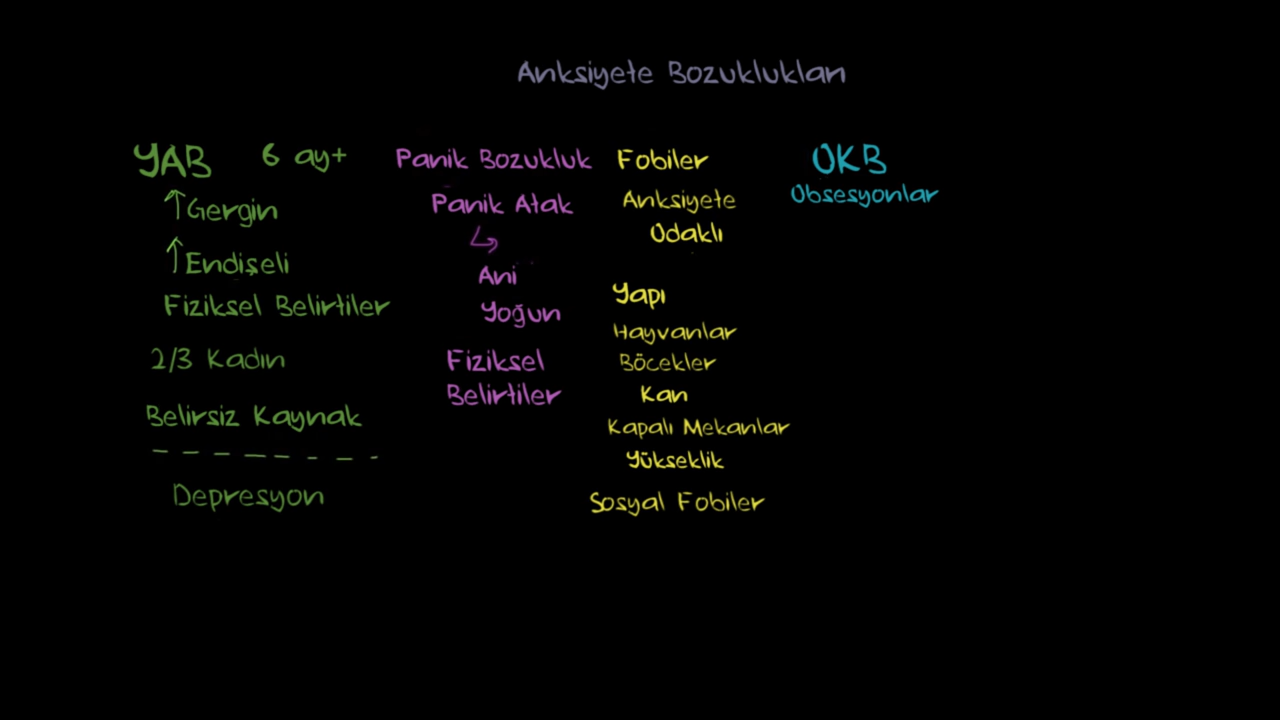 Anksiyete Bozuklukları
YAB 6 ay+
↑Gergin
↑Endişeli
Fiziksel Belirtiler
2/3 Kadın
Belirsiz Kaynak
Depresyon
Panik Bozukluk
Panik Atak
Ani
Yoğun
Fiziksel
Belirtiler
Fobiler
Anksiyete
Odaklı
Yapı
Hayvanlar
Böcekler
Kan
Kapalı Mekanlar
Yükseklik
Sosyal Fobiler
OKB
Obsesyonlar